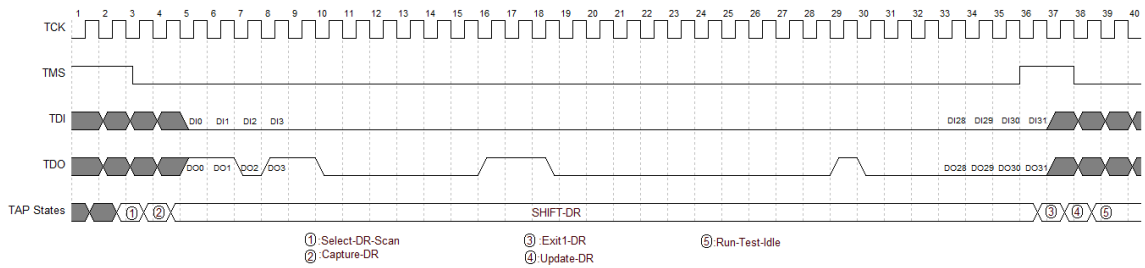 1 2 3 4 5 6 7 8 9 10 11 12 13 14 15 16 17 18 19 20 21 22 23 24 25 26 27 28 29 30 31 32 33 34 35 36 37 38 39 40
TCK
TMS
TDI DI0 DI1 DI2 DI3 DI28 DI29 DI30 DI31
TDO DO0 DO1 DO2 DO3 DO28 DO29 DO30 DO31
TAP States ① ② SHIFT-DR ③ ④ ⑤
①:Select-DR-Scan ③:Exit1-DR ⑤:Run-Test-Idle
②:Capture-DR ④:Update-DR